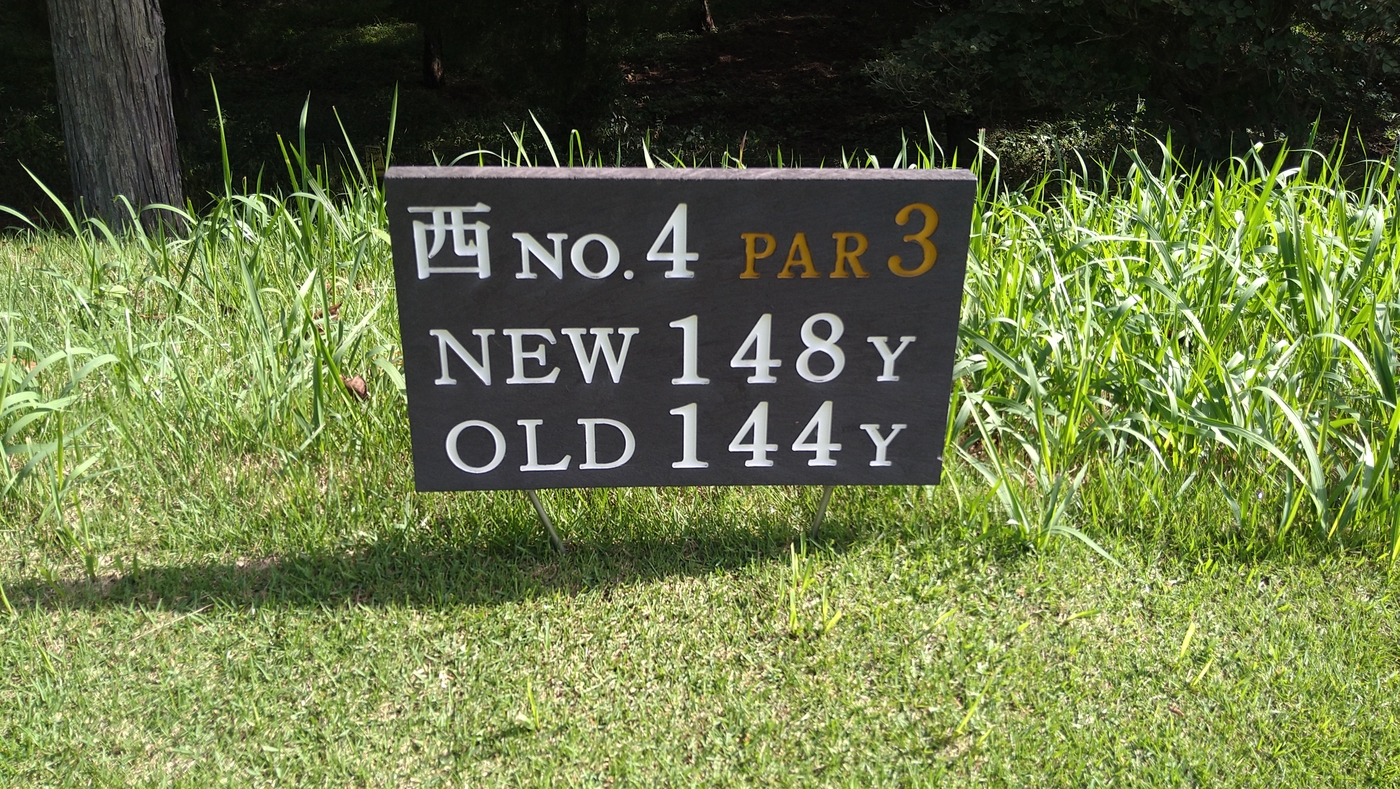 西 NO.4 PAR 3
NEW 148 Y
OLD 144 Y